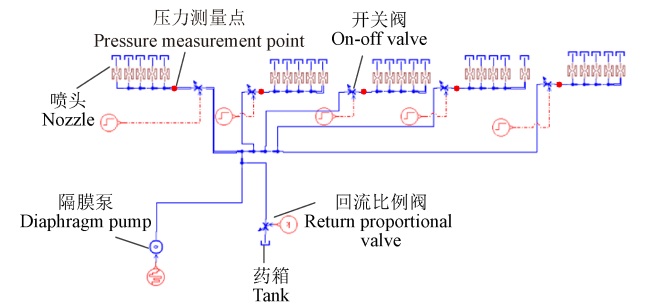 压力测量点
Pressure measurement point
开关阀
On-off valve
喷头
Nozzle
隔膜泵
Diaphragm pump
回流比例阀
Return proportional
valve
药箱
Tank